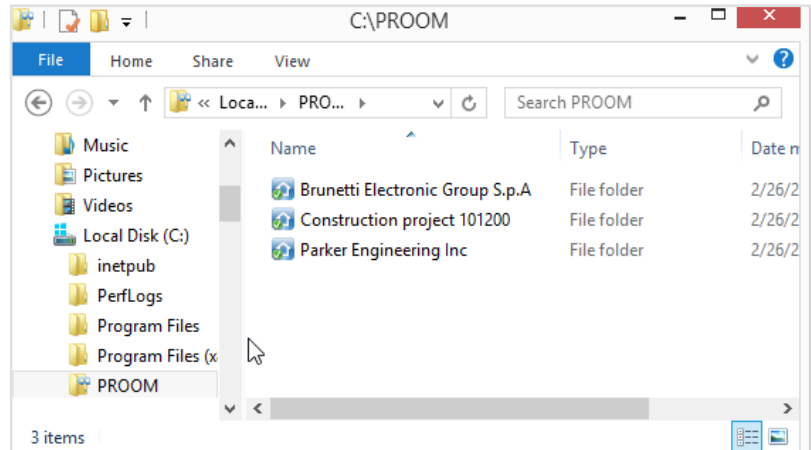 C:\PROOM
File Home Share View
« Loca... PRO... Search PROOM
Music
Pictures
Videos
Local Disk (C:)
inetpub
PerfLogs
Program Files
Program Files (x
PROOM
Name Type Date m
Brunetti Electronic Group S.p.A File folder 2/26/2
Construction project 101200 File folder 2/26/2
Parker Engineering Inc File folder 2/26/2
3 items